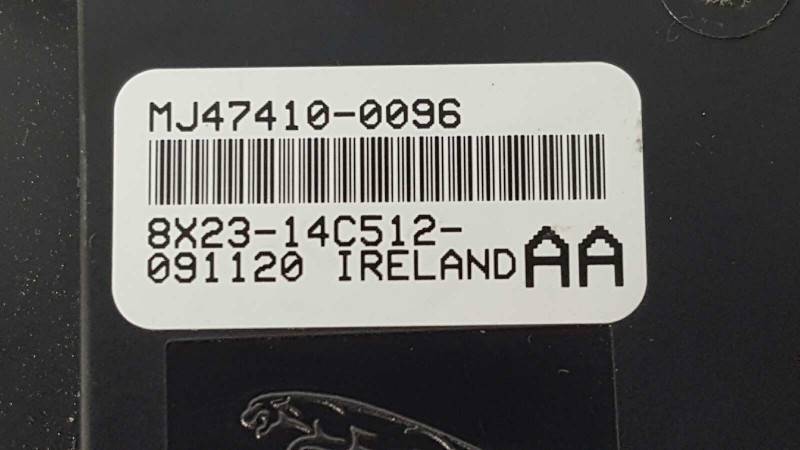 MJ47410-0096
8X23-14C512-
091120 IRELAND AA